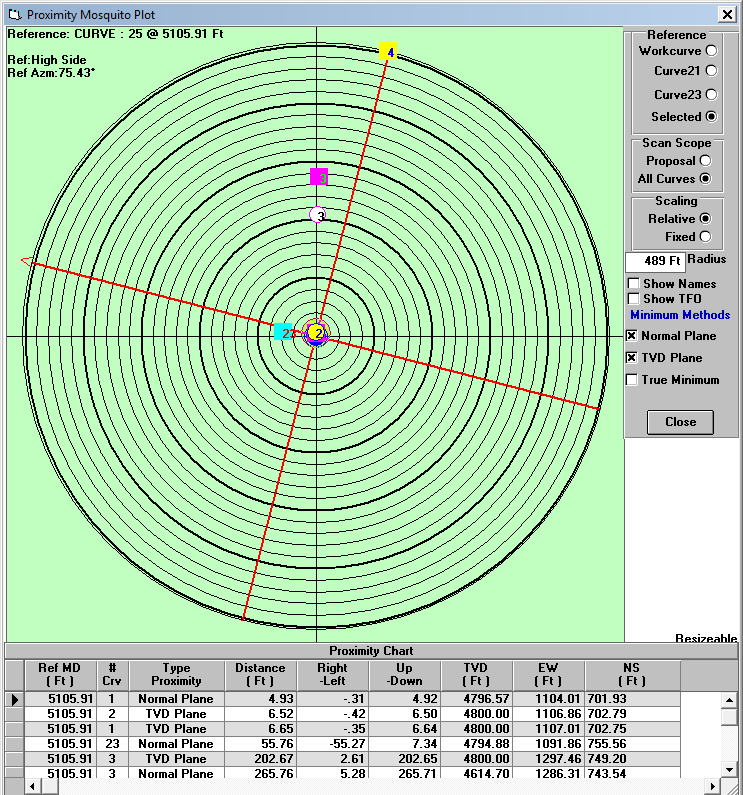 Proximity Mosquito Plot
Reference: CURVE : 25 @ 5105.91 Ft
Ref:High Side
Ref Azm:75.43°
4
3
2
Reference
Workcurve
Curve21
Curve23
Selected
Scan Scope
Proposal
All Curves
Scaling
Relative
Fixed
489 Ft Radius
Show Names
Show TFO
Minimum Methods
Normal Plane
TVD Plane
True Minimum
Close
Resizeable
Proximity Chart
Ref MD ( Ft ) # Crv Type Proximity Distance ( Ft ) Right -Left Up -Down TVD ( Ft ) EW ( Ft ) NS ( Ft )
5105.91 1 Normal Plane 4.93 -.31 4.92 4796.57 1104.01 701.93
5105.91 2 TVD Plane 6.52 -.42 6.50 4800.00 1106.86 702.79
5105.91 1 TVD Plane 6.65 -.35 6.64 4800.00 1107.01 702.75
5105.91 23 Normal Plane 55.76 -55.27 7.34 4794.88 1091.86 755.56
5105.91 3 TVD Plane 202.67 2.61 202.65 4800.00 1297.46 749.20
5105.91 3 Normal Plane 265.76 5.28 265.71 4614.70 1286.31 743.54